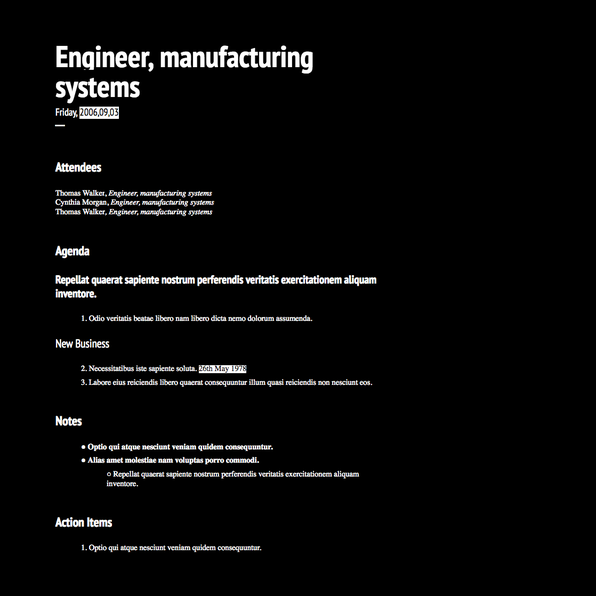 Engineer, manufacturing
systems
Friday, 2006,09,03
Attendees
Thomas Walker, Engineer, manufacturing systems
Cynthia Morgan, Engineer, manufacturing systems
Thomas Walker, Engineer, manufacturing systems
Agenda
Repellat quaerat sapiente nostrum perferendis veritatis exercitationem aliquam
inventore.
1. Odio veritatis beatae libero nam libero dicta nemo dolorum assumenda.
New Business
2. Necessitatibus iste sapiente soluta. 26th May 1978
3. Labore eius reiciendis libero quaerat consequuntur illum quasi reiciendis non nesciunt eos.
Notes
● Optio qui atque nesciunt veniam quidem consequuntur.
● Alias amet molestiae nam voluptas porro commodi.
○ Repellat quaerat sapiente nostrum perferendis veritatis exercitationem aliquam
inventore.
Action Items
1. Optio qui atque nesciunt veniam quidem consequuntur.